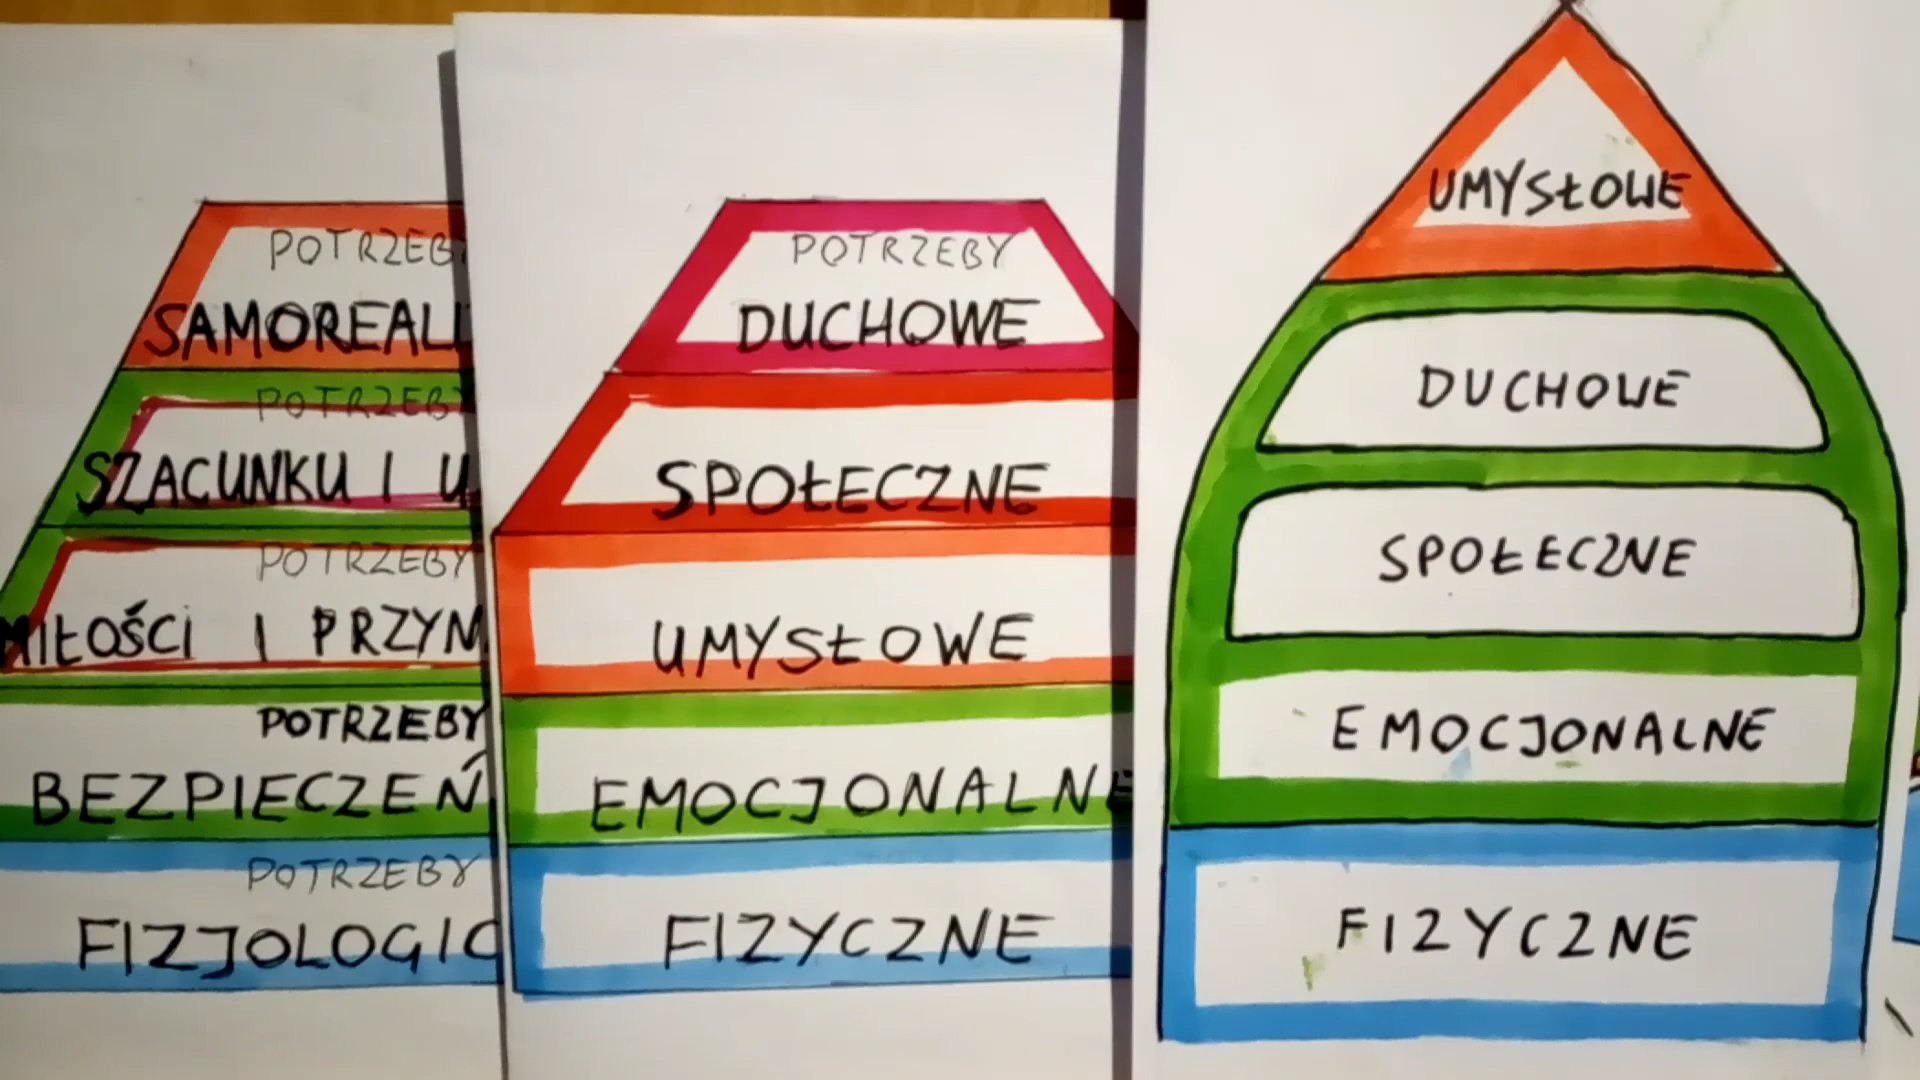 POTRZEBY
SAMOREALI
POTRZEBY
SZACUNKU I U
POTRZEBY
MIŁOŚCI I PRZYN
POTRZEBY
BEZPIECZEŃ
POTRZEBY
FIZJOLOGIC
POTRZEBY
DUCHOWE
SPOŁECZNE
UMYSŁOWE
EMOCJONALNE
FIZYCZNE
UMYSŁOWE
DUCHOWE
SPOŁECZNE
EMOCJONALNE
FIZYCZNE